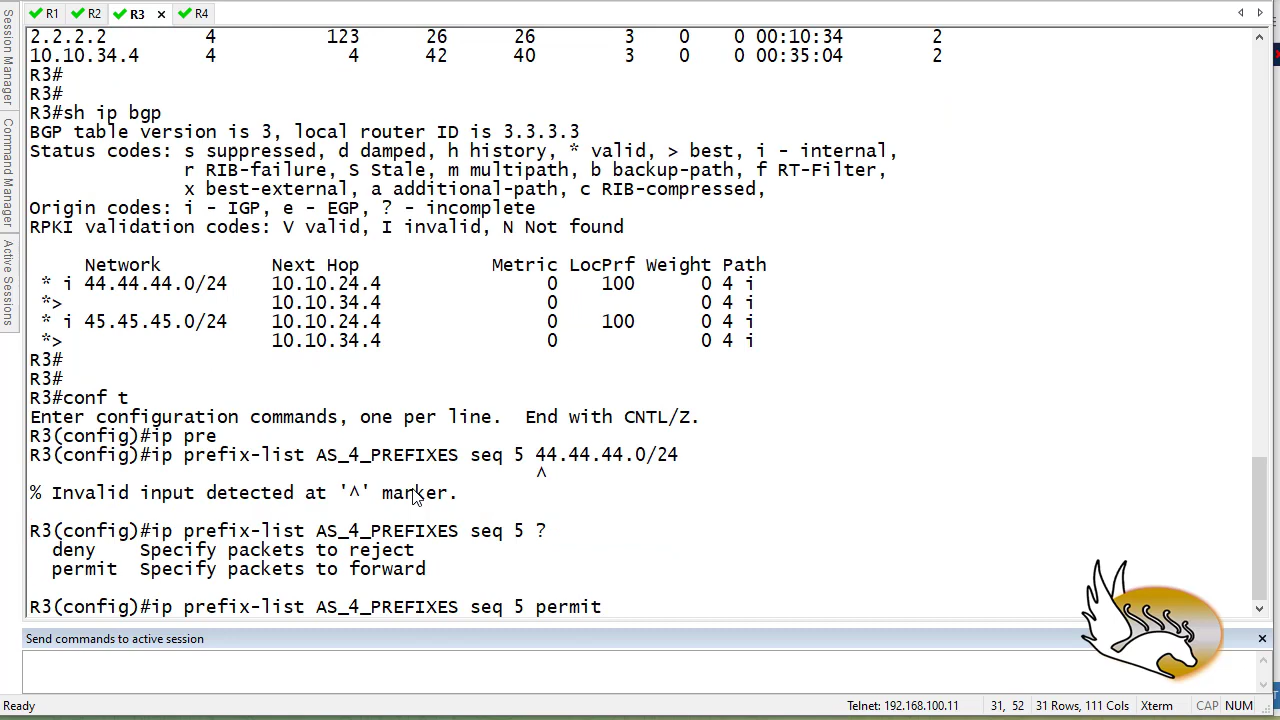 R1 R2 R3 × R4
Session Manager
Command Manager
Active Sessions
2.2.2.2 4 123 26 26 3 0 0 00:10:34 2
10.10.34.4 4 4 42 40 3 0 0 00:35:04 2
R3#
R3#
R3#sh ip bgp
BGP table version is 3, local router ID is 3.3.3.3
Status codes: s suppressed, d damped, h history, * valid, > best, i - internal,
r RIB-failure, S Stale, m multipath, b backup-path, f RT-Filter,
x best-external, a additional-path, c RIB-compressed,
Origin codes: i - IGP, e - EGP, ? - incomplete
RPKI validation codes: V valid, I invalid, N Not found
Network Next Hop Metric LocPrf Weight Path
* i 44.44.44.0/24 10.10.24.4 0 100 0 4 i
*> 10.10.34.4 0 0 4 i
* i 45.45.45.0/24 10.10.24.4 0 100 0 4 i
*> 10.10.34.4 0 0 4 i
R3#
R3#
R3#conf t
Enter configuration commands, one per line. End with CNTL/Z.
R3(config)#ip pre
R3(config)#ip prefix-list AS_4_PREFIXES seq 5 44.44.44.0/24
^
% Invalid input detected at '^' marker.
R3(config)#ip prefix-list AS_4_PREFIXES seq 5 ?
deny Specify packets to reject
permit Specify packets to forward
R3(config)#ip prefix-list AS_4_PREFIXES seq 5 permit
Send commands to active session ×
Ready Telnet: 192.168.100.11 31, 52 31 Rows, 111 Cols Xterm CAP NUM